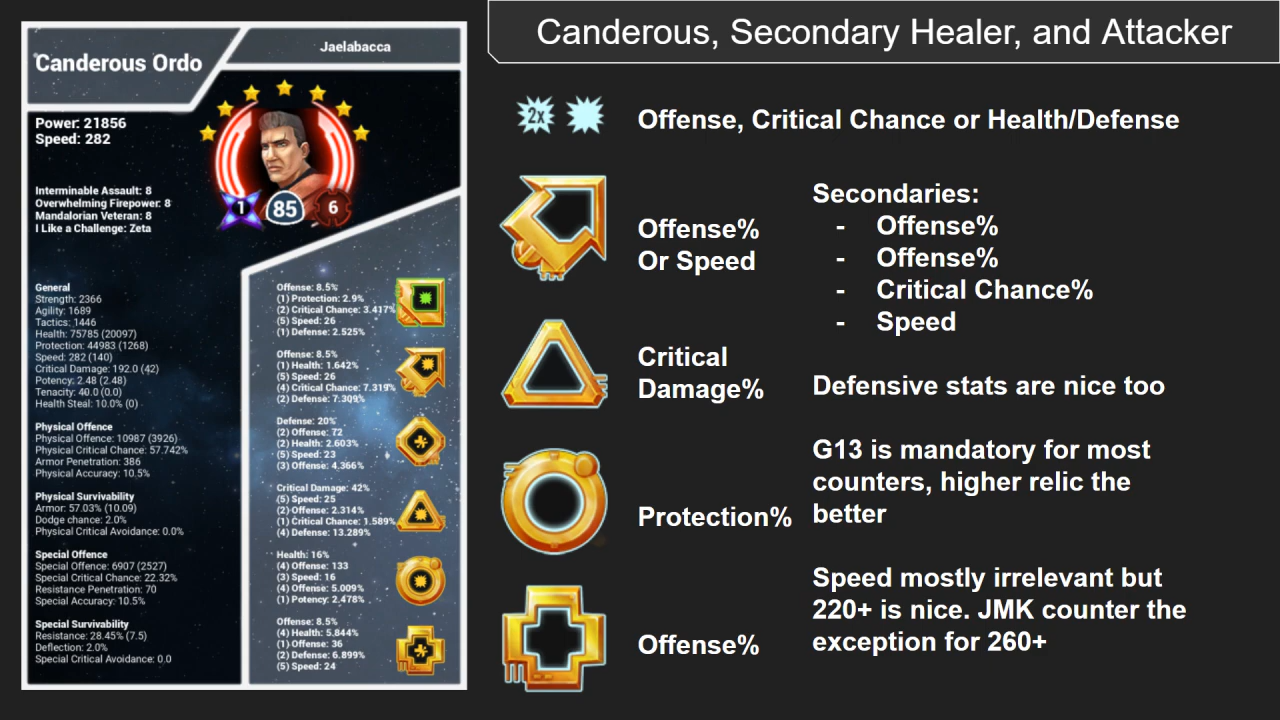 Canderous Ordo
Jaelabacca
Power: 21856
Speed: 282
Interminable Assault: 8
Overwhelming Firepower: 8
Mandalorian Veteran: 8
I Like a Challenge: Zeta
1
85
6
General
Strength: 2366
Agility: 1689
Tactics: 1446
Health: 75785 (20097)
Protection: 44983 (1268)
Speed: 282 (140)
Critical Damage: 192.0 (42)
Potency: 2.48 (2.48)
Tenacity: 40.0 (0.0)
Health Steal: 10.0% (0)
Physical Offence
Physical Offence: 10987 (3926)
Physical Critical Chance: 57.742%
Armor Penetration: 386
Physical Accuracy: 10.5%
Physical Survivability
Armor: 57.03% (10.09)
Dodge chance: 2.0%
Physical Critical Avoidance: 0.0%
Special Offence
Special Offence: 6907 (2527)
Special Critical Chance: 22.32%
Resistance Penetration: 70
Special Accuracy: 10.5%
Special Survivability
Resistance: 28.45% (7.5)
Deflection: 2.0%
Special Critical Avoidance: 0.0
Offense: 8.5%
(1) Protection: 2.9%
(2) Critical Chance: 3.417%
(5) Speed: 26
(1) Defense: 2.525%
Offense: 8.5%
(1) Health: 1.642%
(5) Speed: 26
(4) Critical Chance: 7.319%
(2) Defense: 7.309%
Defense: 20%
(2) Offense: 72
(2) Health: 2.603%
(5) Speed: 23
(3) Offense: 4.366%
Critical Damage: 42%
(5) Speed: 25
(2) Offense: 2.314%
(1) Critical Chance: 1.589%
(4) Defense: 13.289%
Health: 16%
(4) Offense: 133
(3) Speed: 16
(4) Offense: 5.009%
(1) Potency: 2.478%
Offense: 8.5%
(4) Health: 5.844%
(1) Offense: 36
(2) Defense: 6.899%
(5) Speed: 24
Canderous, Secondary Healer, and Attacker
2x
Offense, Critical Chance or Health/Defense
Offense%
Or Speed
Critical
Damage%
Protection%
Offense%
Secondaries:
- Offense%
- Offense%
- Critical Chance%
- Speed
Defensive stats are nice too
G13 is mandatory for most
counters, higher relic the
better
Speed mostly irrelevant but
220+ is nice. JMK counter the
exception for 260+